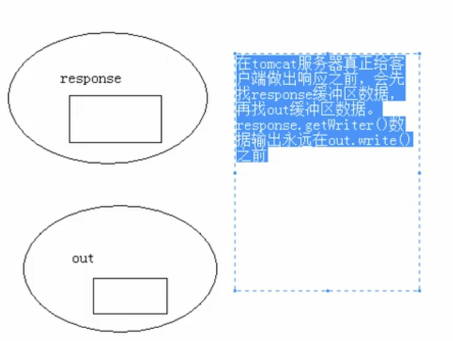 response
在tomcat服务器真正给客
户端做出响应之前，会先
找response缓冲区数据，
再找out缓冲区数据。
response.getWriter()数
据输出永远在out.write()
之前
out